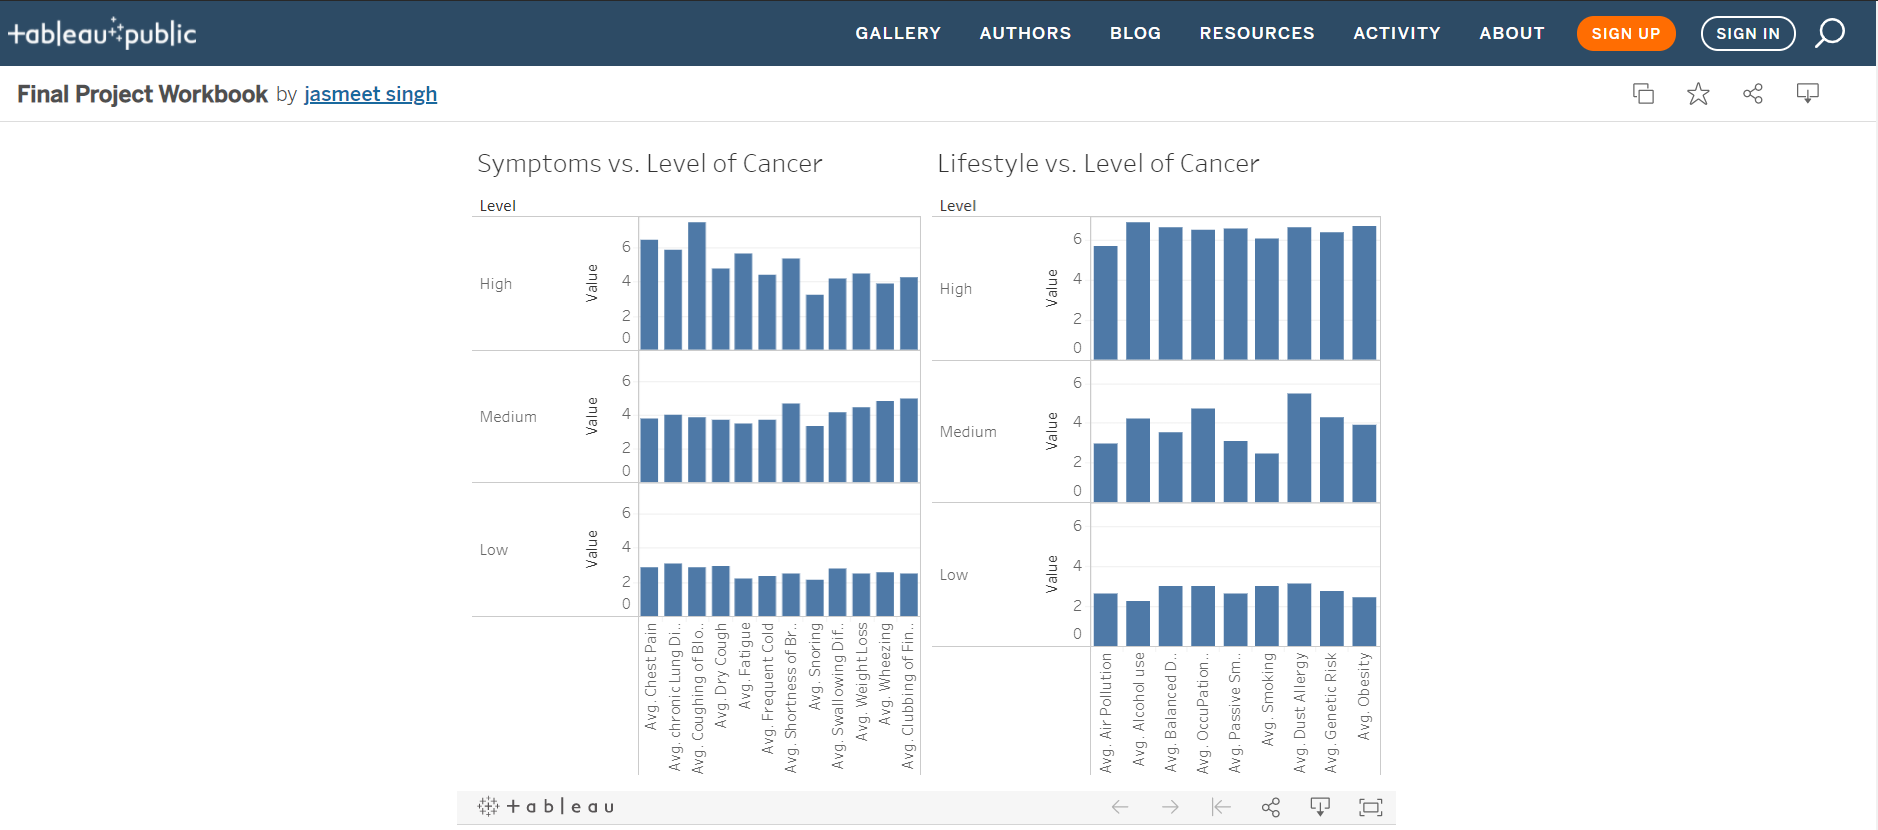 tableau public
GALLERY AUTHORS BLOG RESOURCES ACTIVITY ABOUT SIGN UP SIGN IN
Final Project Workbook by jasmeet singh
Symptoms vs. Level of Cancer
Level
High
Value
6
4
2
0
Medium
Value
6
4
2
0
Low
Value
6
4
2
0
Avg. Chest Pain
Avg. chronic Lung Di..
Avg. Coughing of Blo..
Avg. Dry Cough
Avg. Fatigue
Avg. Frequent Cold
Avg. Shortness of Br..
Avg. Snoring
Avg. Swallowing Dif..
Avg. Weight Loss
Avg. Wheezing
Avg. Clubbing of Fin..
Lifestyle vs. Level of Cancer
Level
High
Value
6
4
2
0
Medium
Value
6
4
2
0
Low
Value
6
4
2
0
Avg. Air Pollution
Avg. Alcohol use
Avg. Balanced D..
Avg. OccuPation..
Avg. Passive Sm..
Avg. Smoking
Avg. Dust Allergy
Avg. Genetic Risk
Avg. Obesity
tableau